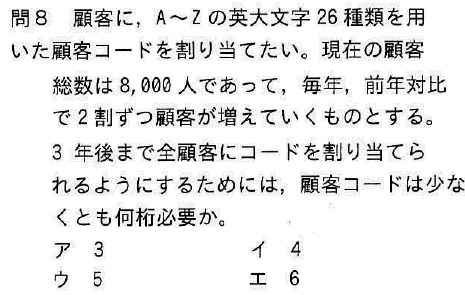 問８　顧客に，A～Zの英大文字26種類を用
いた顧客コードを割り当てたい。現在の顧客
総数は8,000人であって，毎年，前年対比
で2割ずつ顧客が増えていくものとする。
3 年後まで全顧客にコードを割り当てら
れるようにするためには，顧客コードは少な
くとも何桁必要か。
ア　3　　　イ　4
ウ　5　　　エ　6